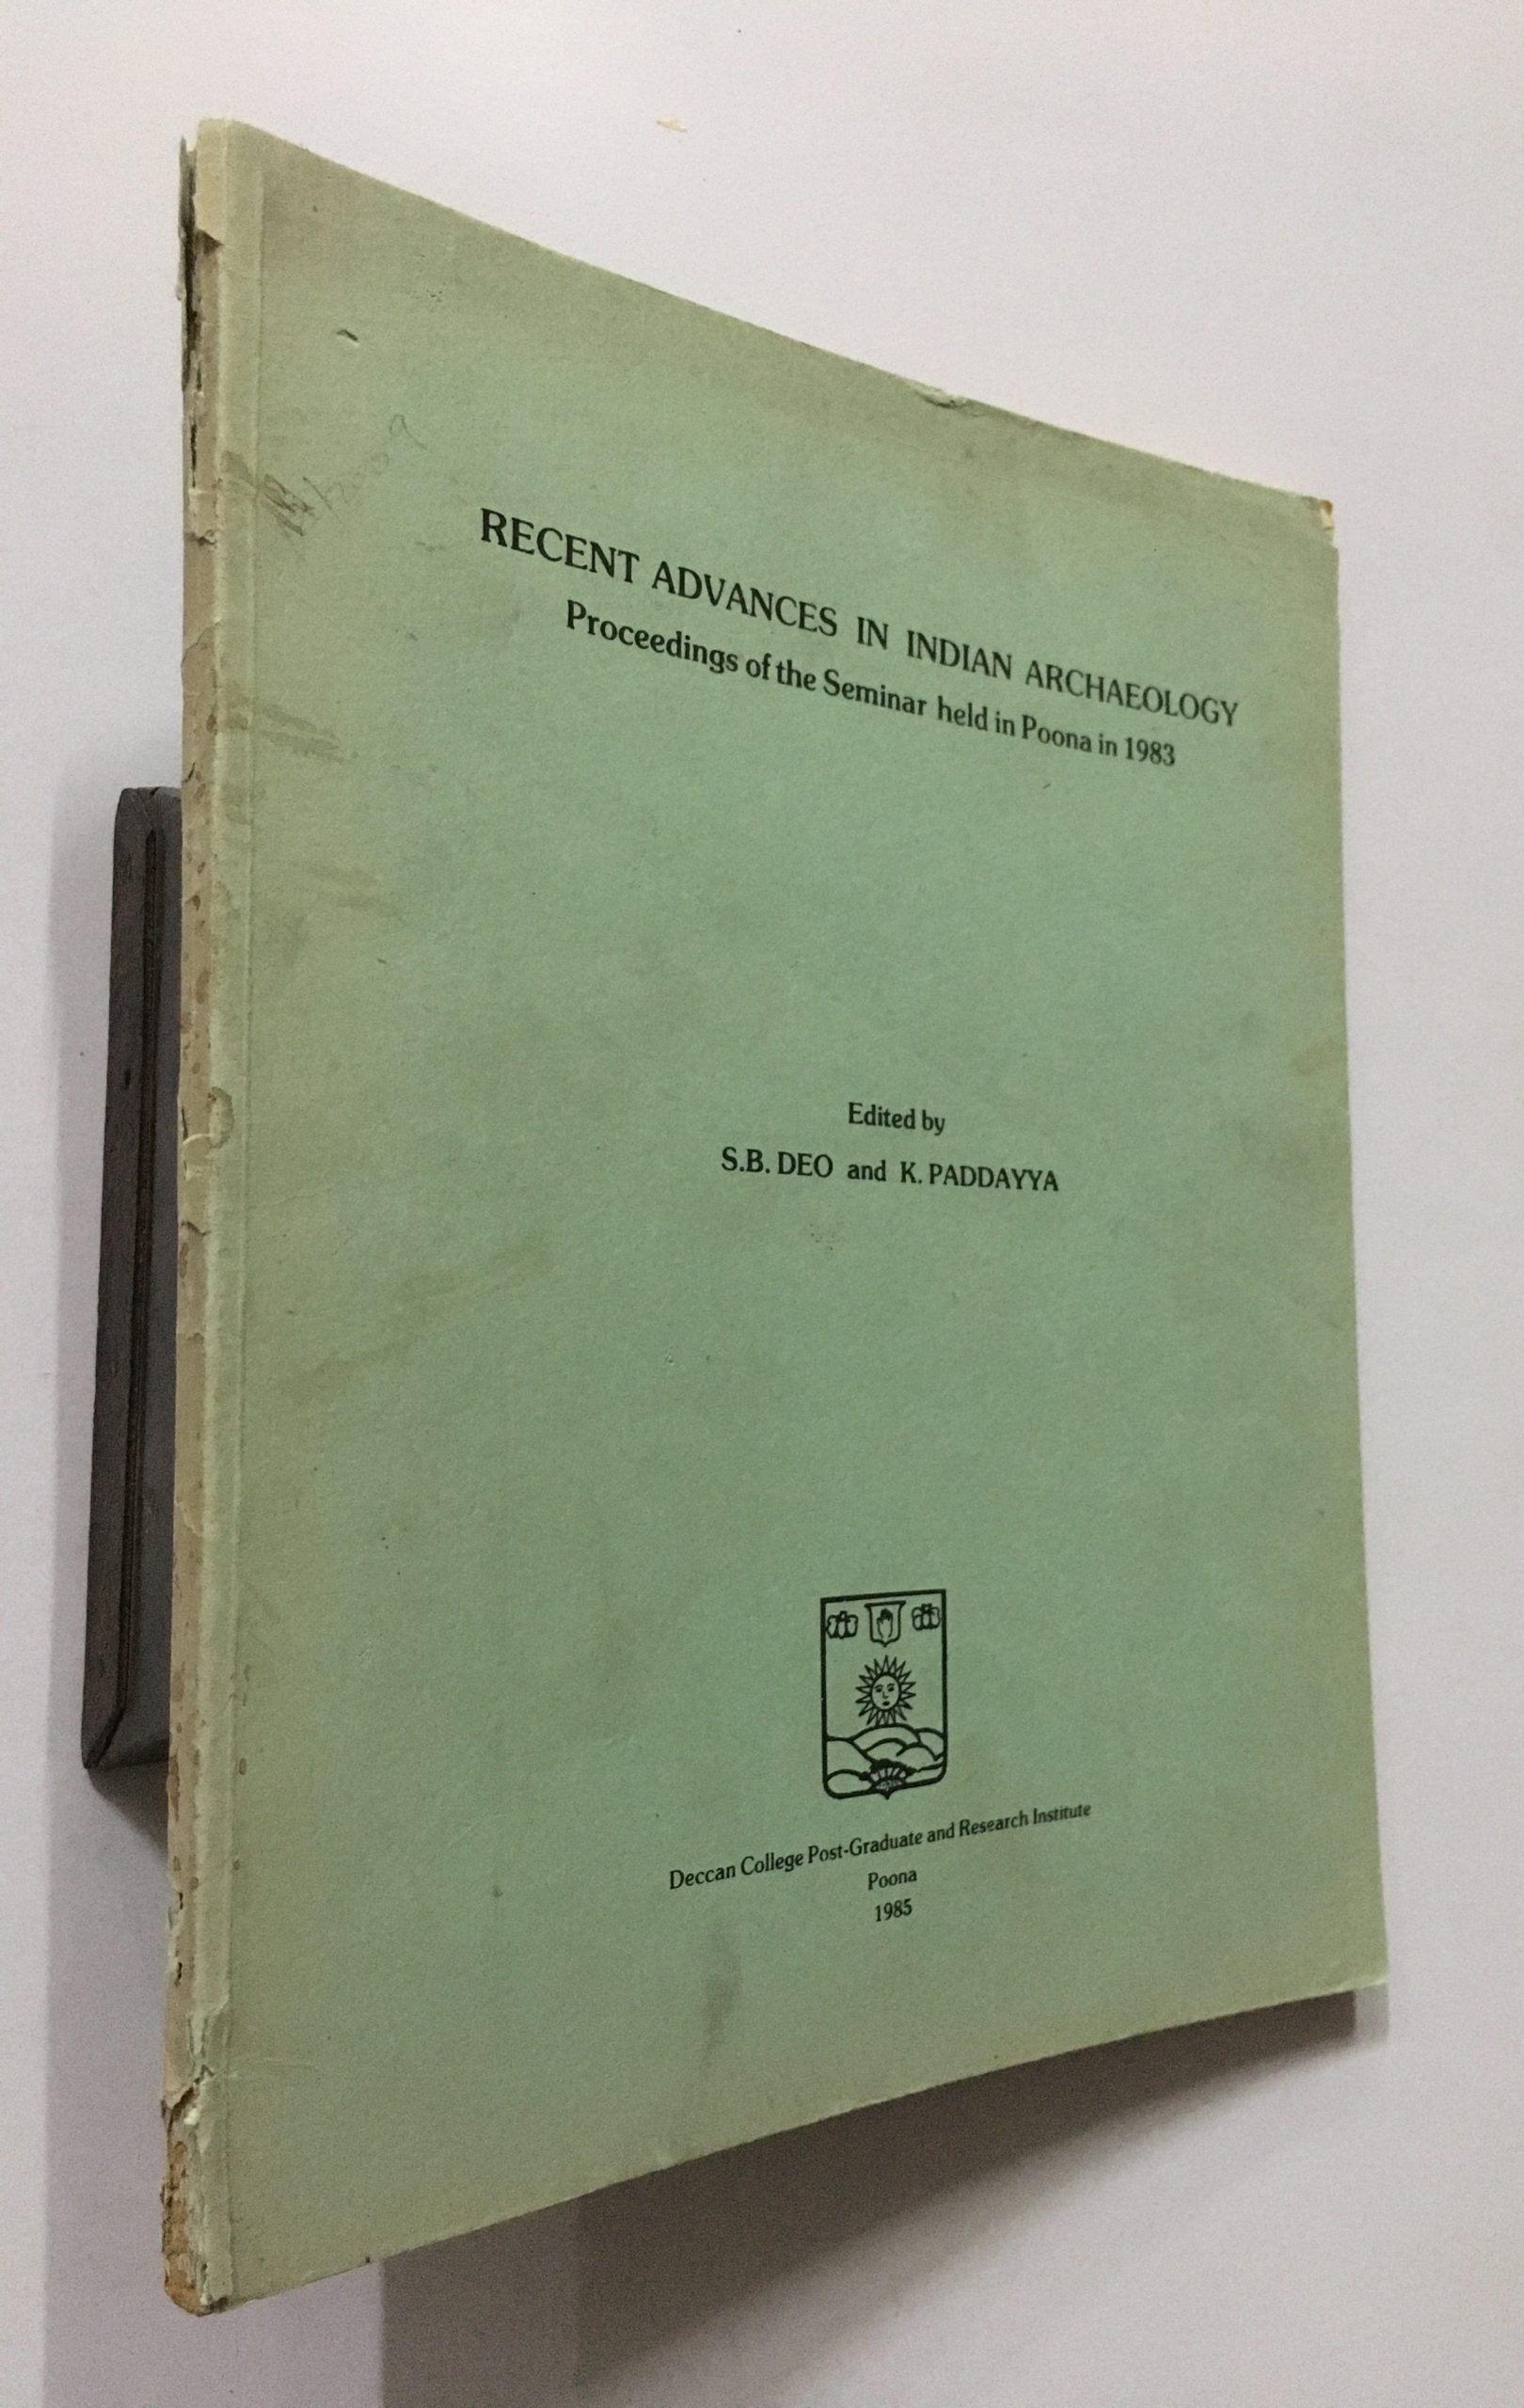 RECENT ADVANCES IN INDIAN ARCHAEOLOGY
Proceedings of the Seminar held in Poona in 1983
Edited by
S.B. DEO and K. PADDAYYA
Deccan College Post-Graduate and Research Institute
Poona
1985